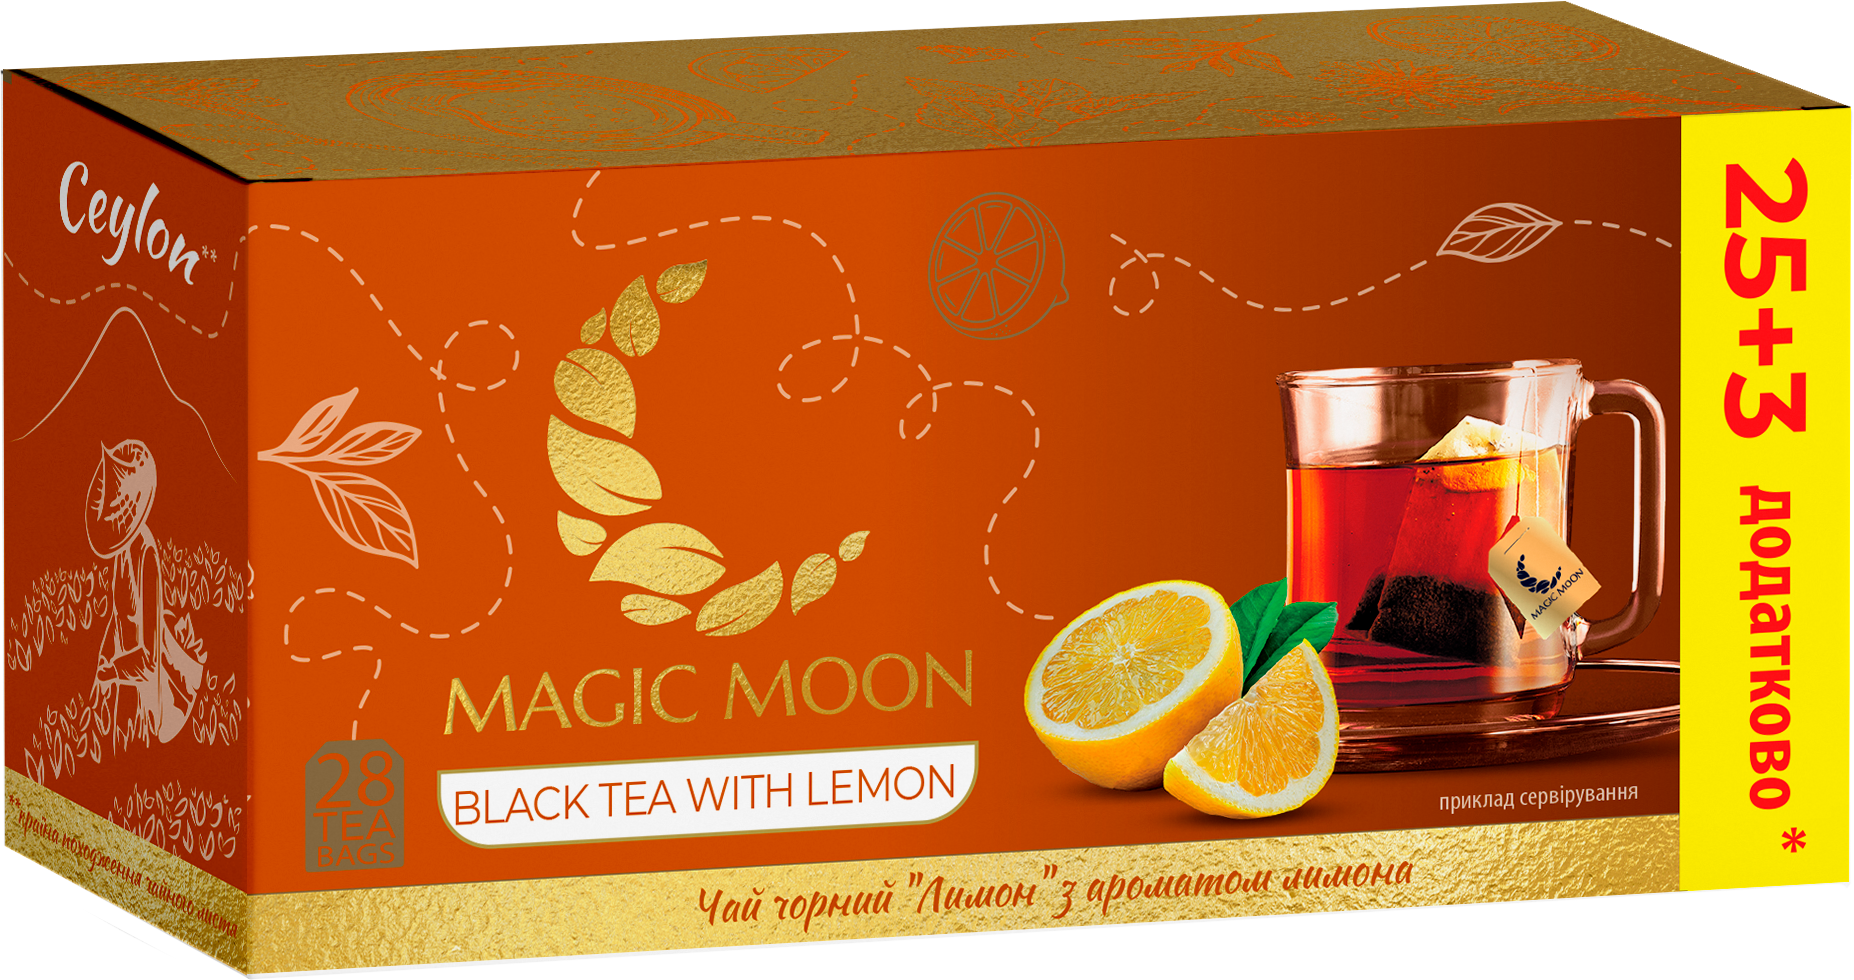 Ceylon**
**країна походження чайного листа
28
TEA
BAGS
MAGIC MOON
BLACK TEA WITH LEMON
Чай чорний "Лимон" з ароматом лимона
MAGIC MOON
приклад сервірування
25+3 додатково *